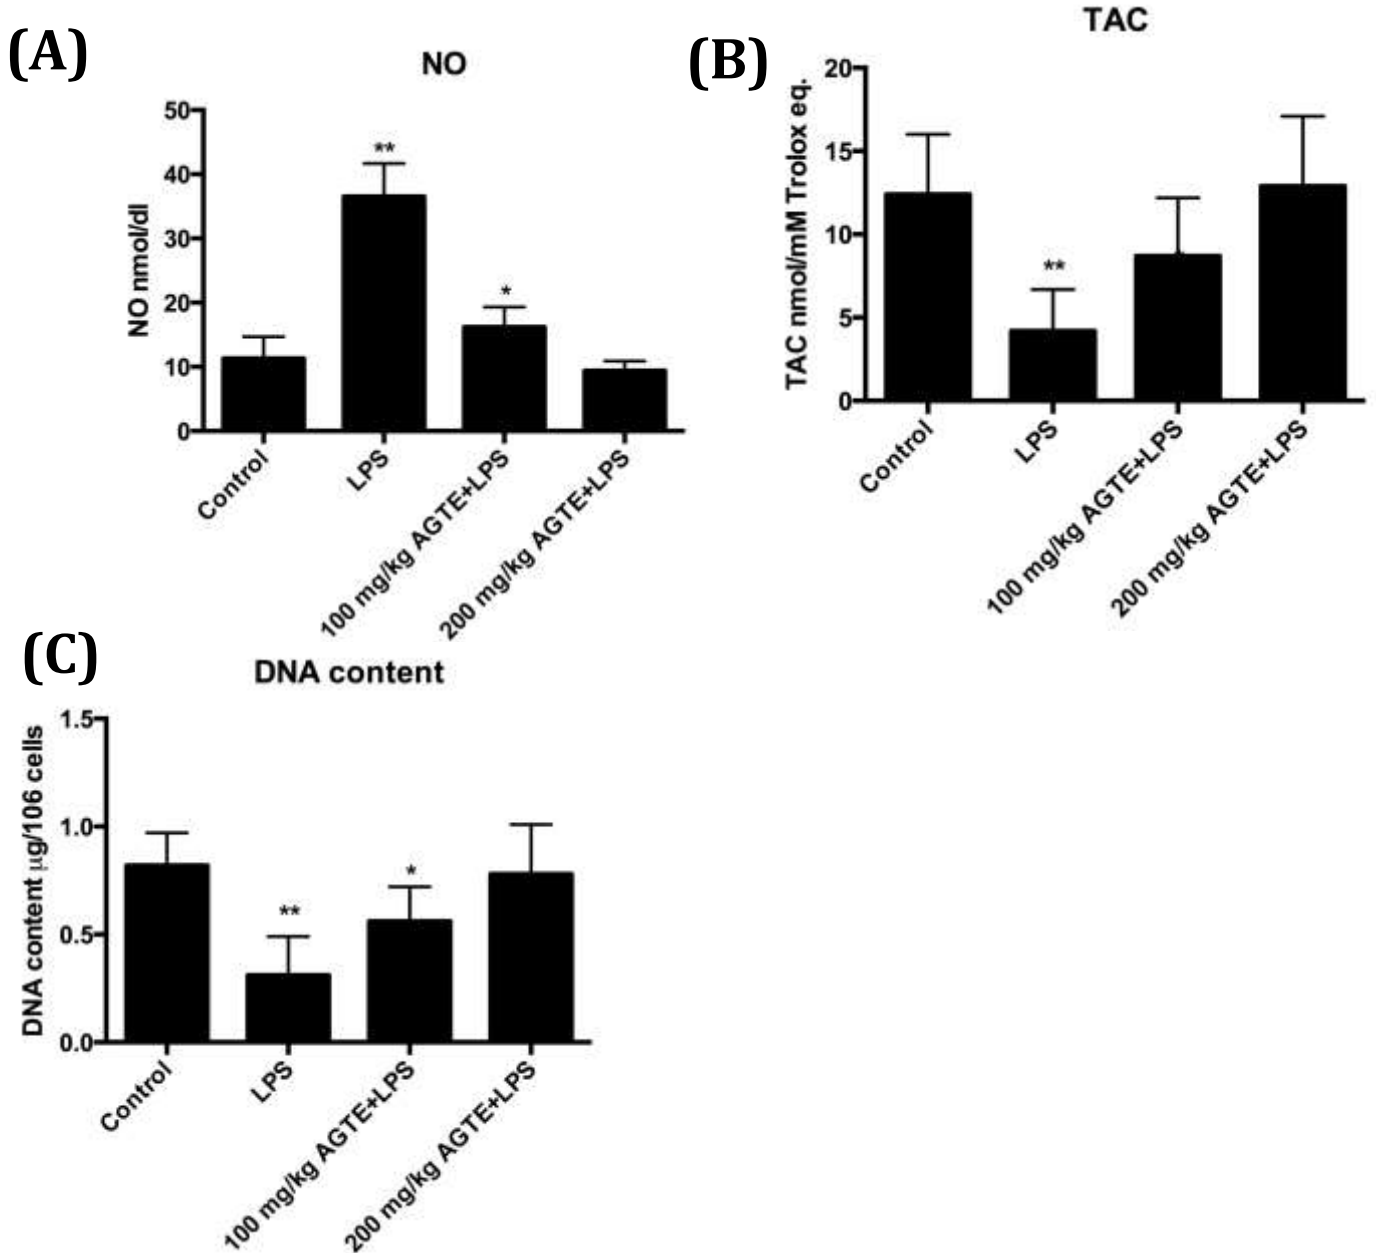 (A)
NO
NO nmol/dl
50
40
30
20
10
0
**
*
Control
LPS
100 mg/kg AGTE+LPS
200 mg/kg AGTE+LPS
(B)
TAC
TAC nmol/mM Trolox eq.
20
15
10
5
0
**
Control
LPS
100 mg/kg AGTE+LPS
200 mg/kg AGTE+LPS
(C)
DNA content
DNA content μg/106 cells
1.5
1.0
0.5
0.0
**
*
Control
LPS
100 mg/kg AGTE+LPS
200 mg/kg AGTE+LPS